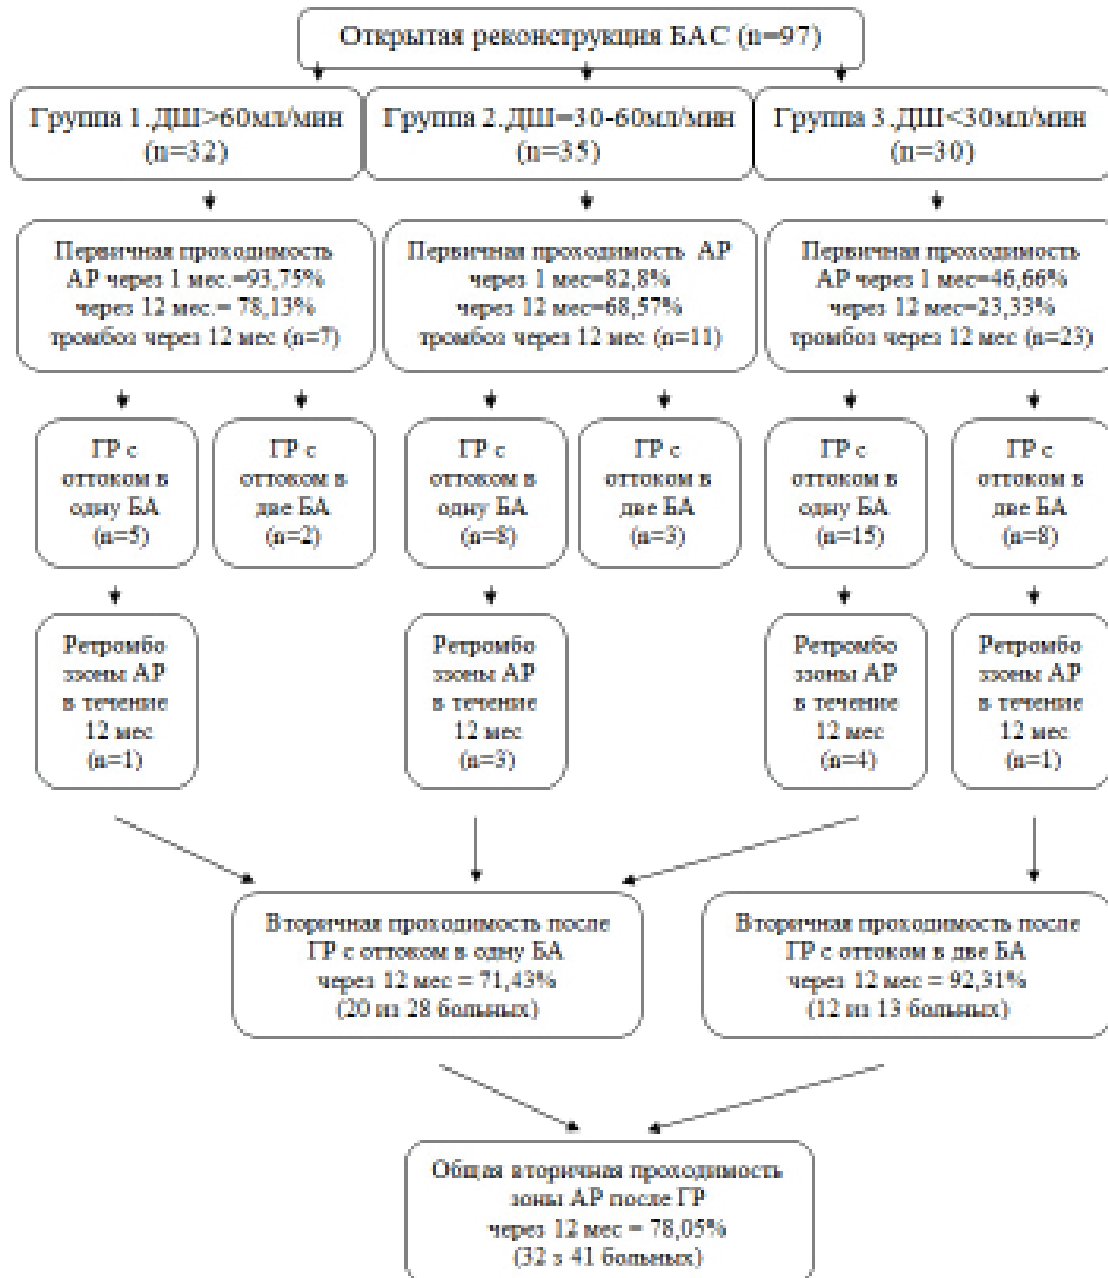 Открытая реконструкция БАС (n=97)
Группа 1.ДШ>60мл/мин
(n=32)
Группа 2.ДШ=30-60мл/мин
(n=35)
Группа 3.ДШ<30мл/мин
(n=30)
Первичная проходимость
АР через 1 мес.=93,75%
через 12 мес.= 78,13%
тромбоз через 12 мес (n=7)
Первичная проходимость АР
через 1 мес=82,8%
через 12 мес=68,57%
тромбоз через 12 мес (n=11)
Первичная проходимость
АР через 1 мес=46,66%
через 12 мес=23,33%
тромбоз через 12 мес (n=23)
ГР с
оттоком в
одну БА
(n=5)
ГР с
оттоком в
две БА
(n=2)
ГР с
оттоком в
одну БА
(n=8)
ГР с
оттоком в
две БА
(n=3)
ГР с
оттоком в
одну БА
(n=15)
ГР с
оттоком в
две БА
(n=8)
Ретромбо
ззоны АР
в течение
12 мес
(n=1)
Ретромбо
ззоны АР
в течение
12 мес
(n=3)
Ретромбо
ззоны АР
в течение
12 мес
(n=4)
Ретромбо
ззоны АР
в течение
12 мес
(n=1)
Вторичная проходимость после
ГР с оттоком в одну БА
через 12 мес = 71,43%
(20 из 28 больных)
Вторичная проходимость после
ГР с оттоком в две БА
через 12 мес = 92,31%
(12 из 13 больных)
Общая вторичная проходимость
зоны АР после ГР
через 12 мес = 78,05%
(32 з 41 больных)